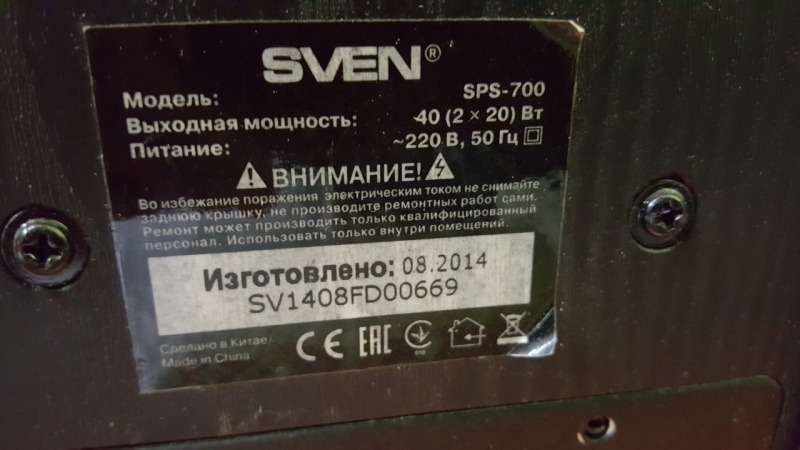 SVEN®
Модель: SPS-700
Выходная мощность: 40 (2 × 20) Вт
Питание: ~220 В, 50 Гц
ВНИМАНИЕ!
Во избежание поражения электрическим током не снимайте
заднюю крышку, не производите ремонтных работ сами.
Ремонт может производить только квалифицированный
персонал. Использовать только внутри помещений.
Изготовлено: 08.2014
SV1408FD00669
Сделано в Китае/
Made in China
CE EAC